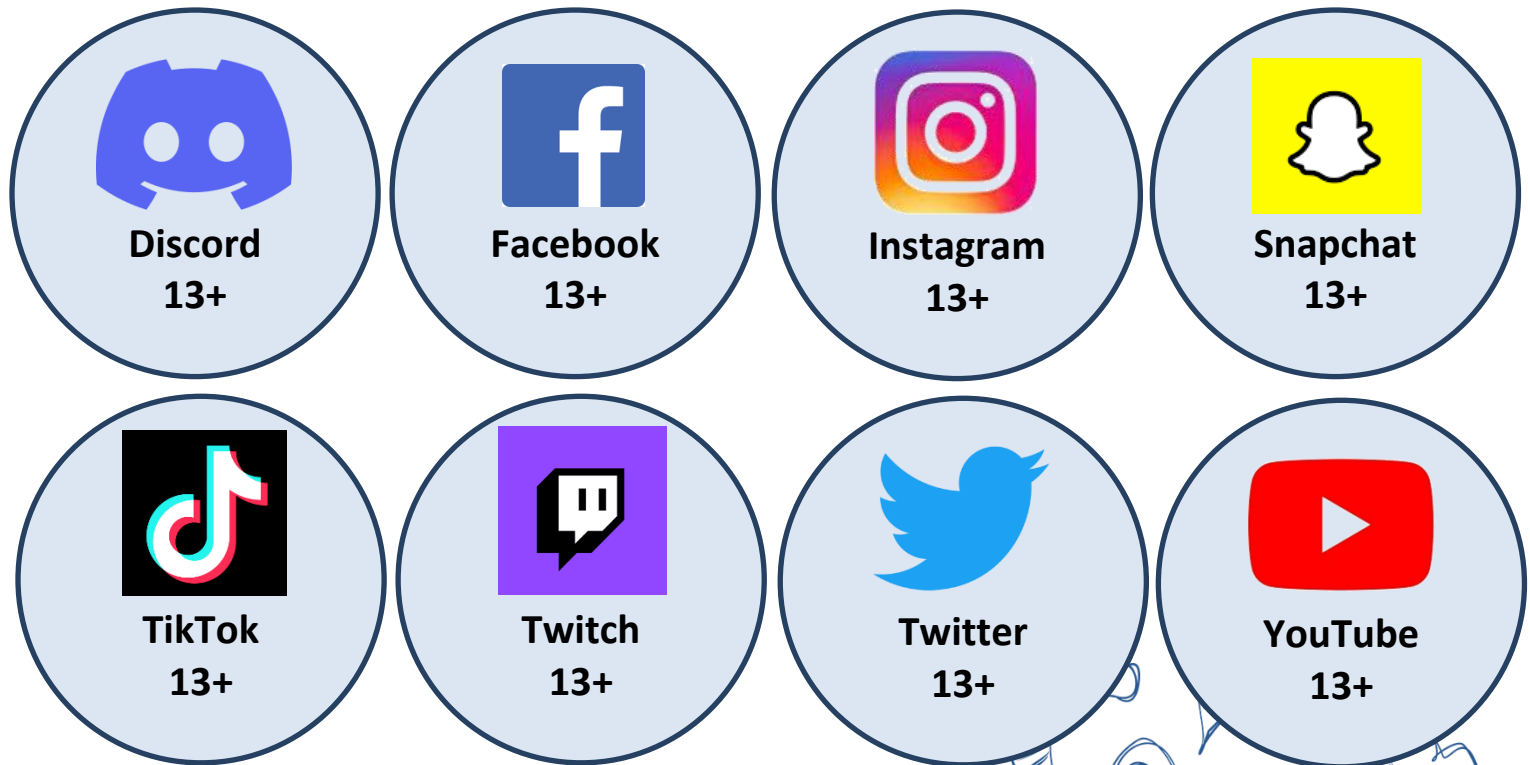 Discord
13+
Facebook
13+
Instagram
13+
Snapchat
13+
TikTok
13+
Twitch
13+
Twitter
13+
YouTube
13+